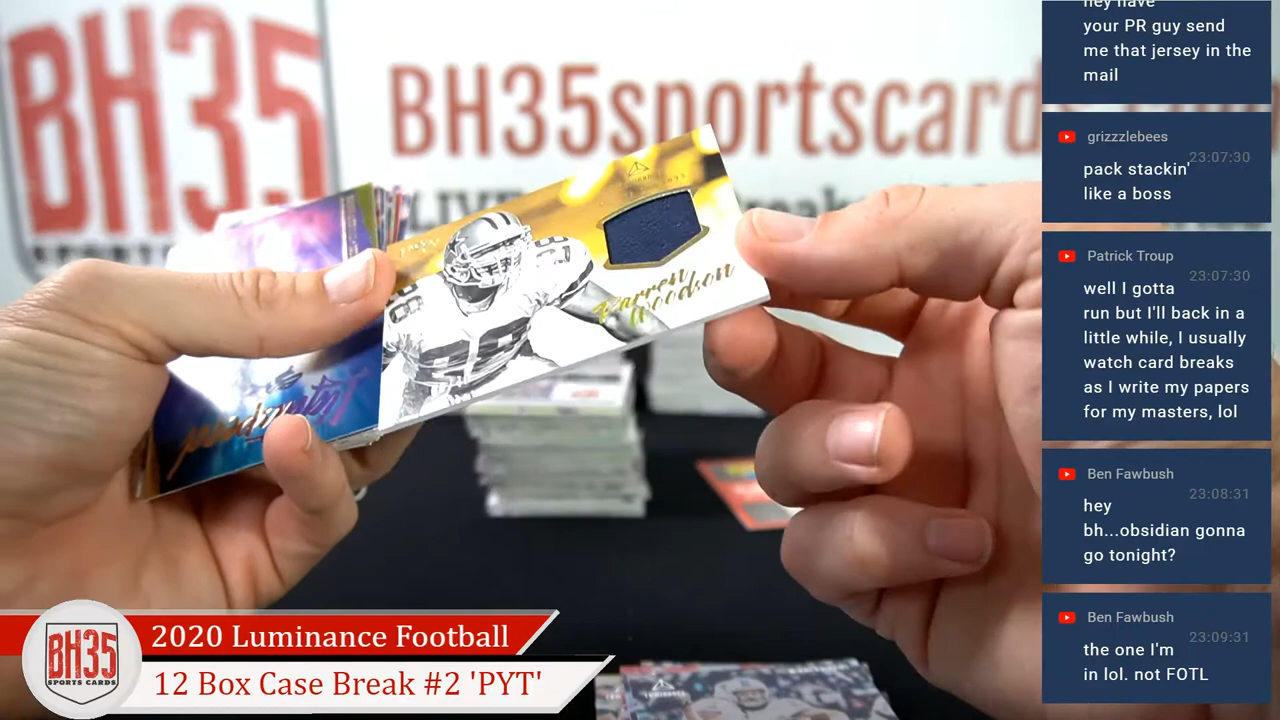 BH35
BH35sportscard
LIVE
Darren
Woodson
28
hey have
your PR guy send
me that jersey in the
mail
grizzzlebees
23:07:30
pack stackin'
like a boss
Patrick Troup
23:07:30
well I gotta
run but I'll back in a
little while, I usually
watch card breaks
as I write my papers
for my masters, lol
Ben Fawbush
23:08:31
hey
bh...obsidian gonna
go tonight?
Ben Fawbush
23:09:31
the one I'm
in lol. not FOTL
BH35
SPORTS CARDS
2020 Luminance Football
12 Box Case Break #2 'PYT'